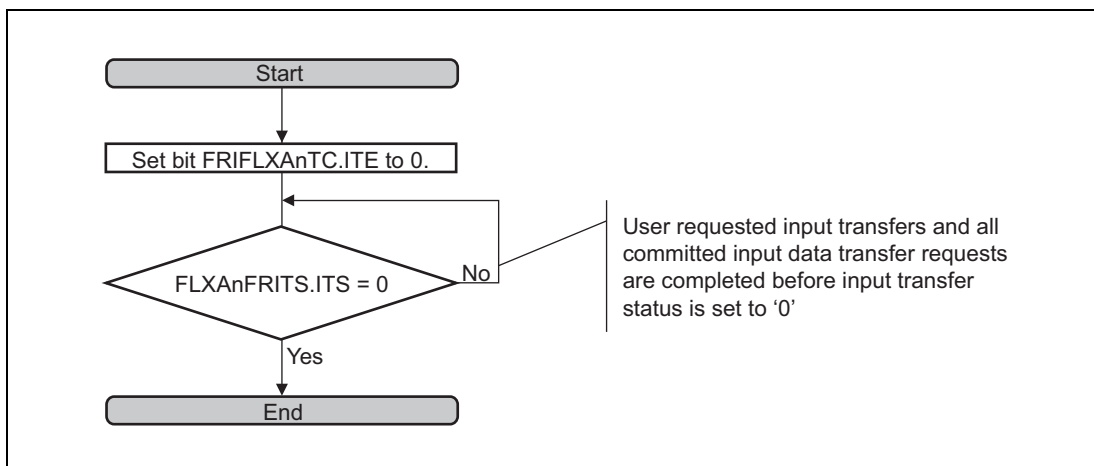 Start
Set bit FRIFLXAnTC.ITE to 0.
FLXAnFRITS.ITS = 0
No
User requested input transfers and all
committed input data transfer requests
are completed before input transfer
status is set to ‘0’
Yes
End